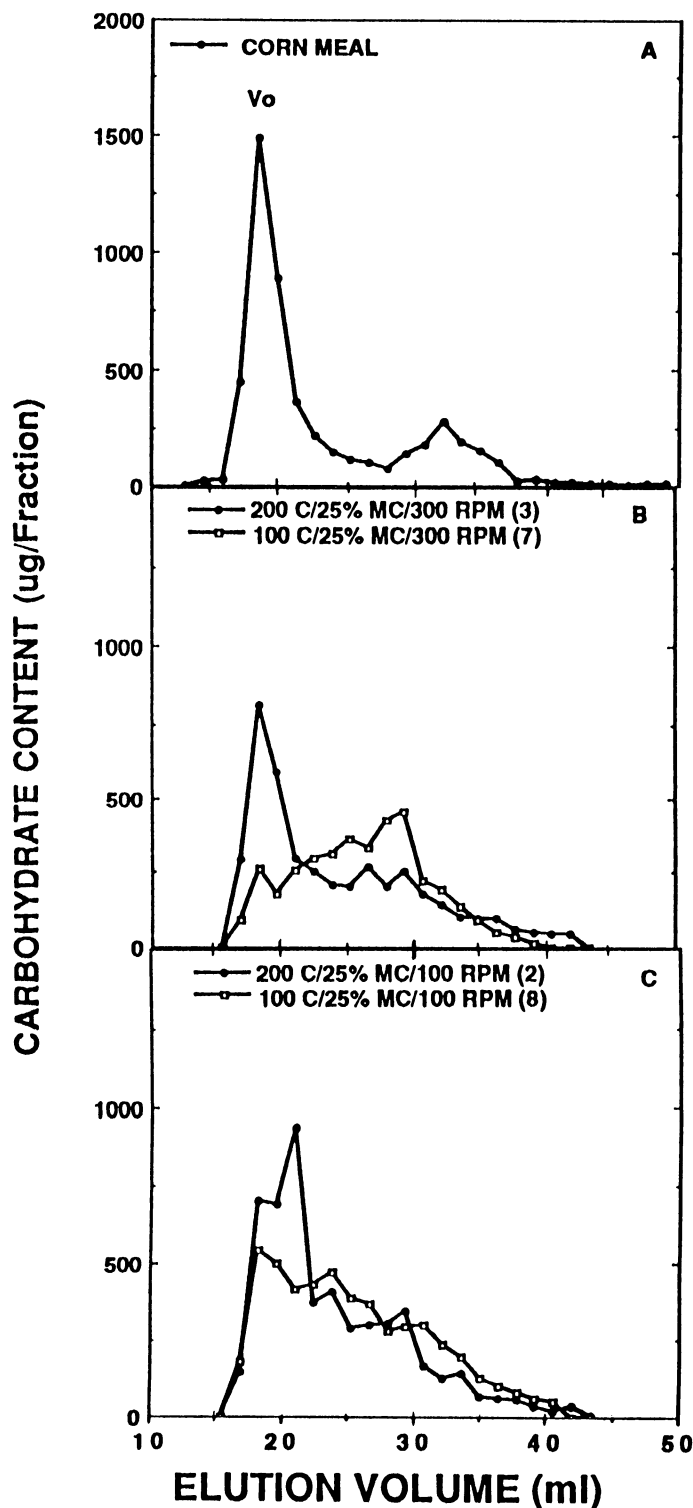 2000
CORN MEAL
A
Vo
1500
1000
500
0
200 C/25% MC/300 RPM (3)
B
100 C/25% MC/300 RPM (7)
1000
500
0
200 C/25% MC/100 RPM (2)
C
100 C/25% MC/100 RPM (8)
1000
500
0
10 20 30 40 50
ELUTION VOLUME (ml)
CARBOHYDRATE CONTENT (ug/Fraction)